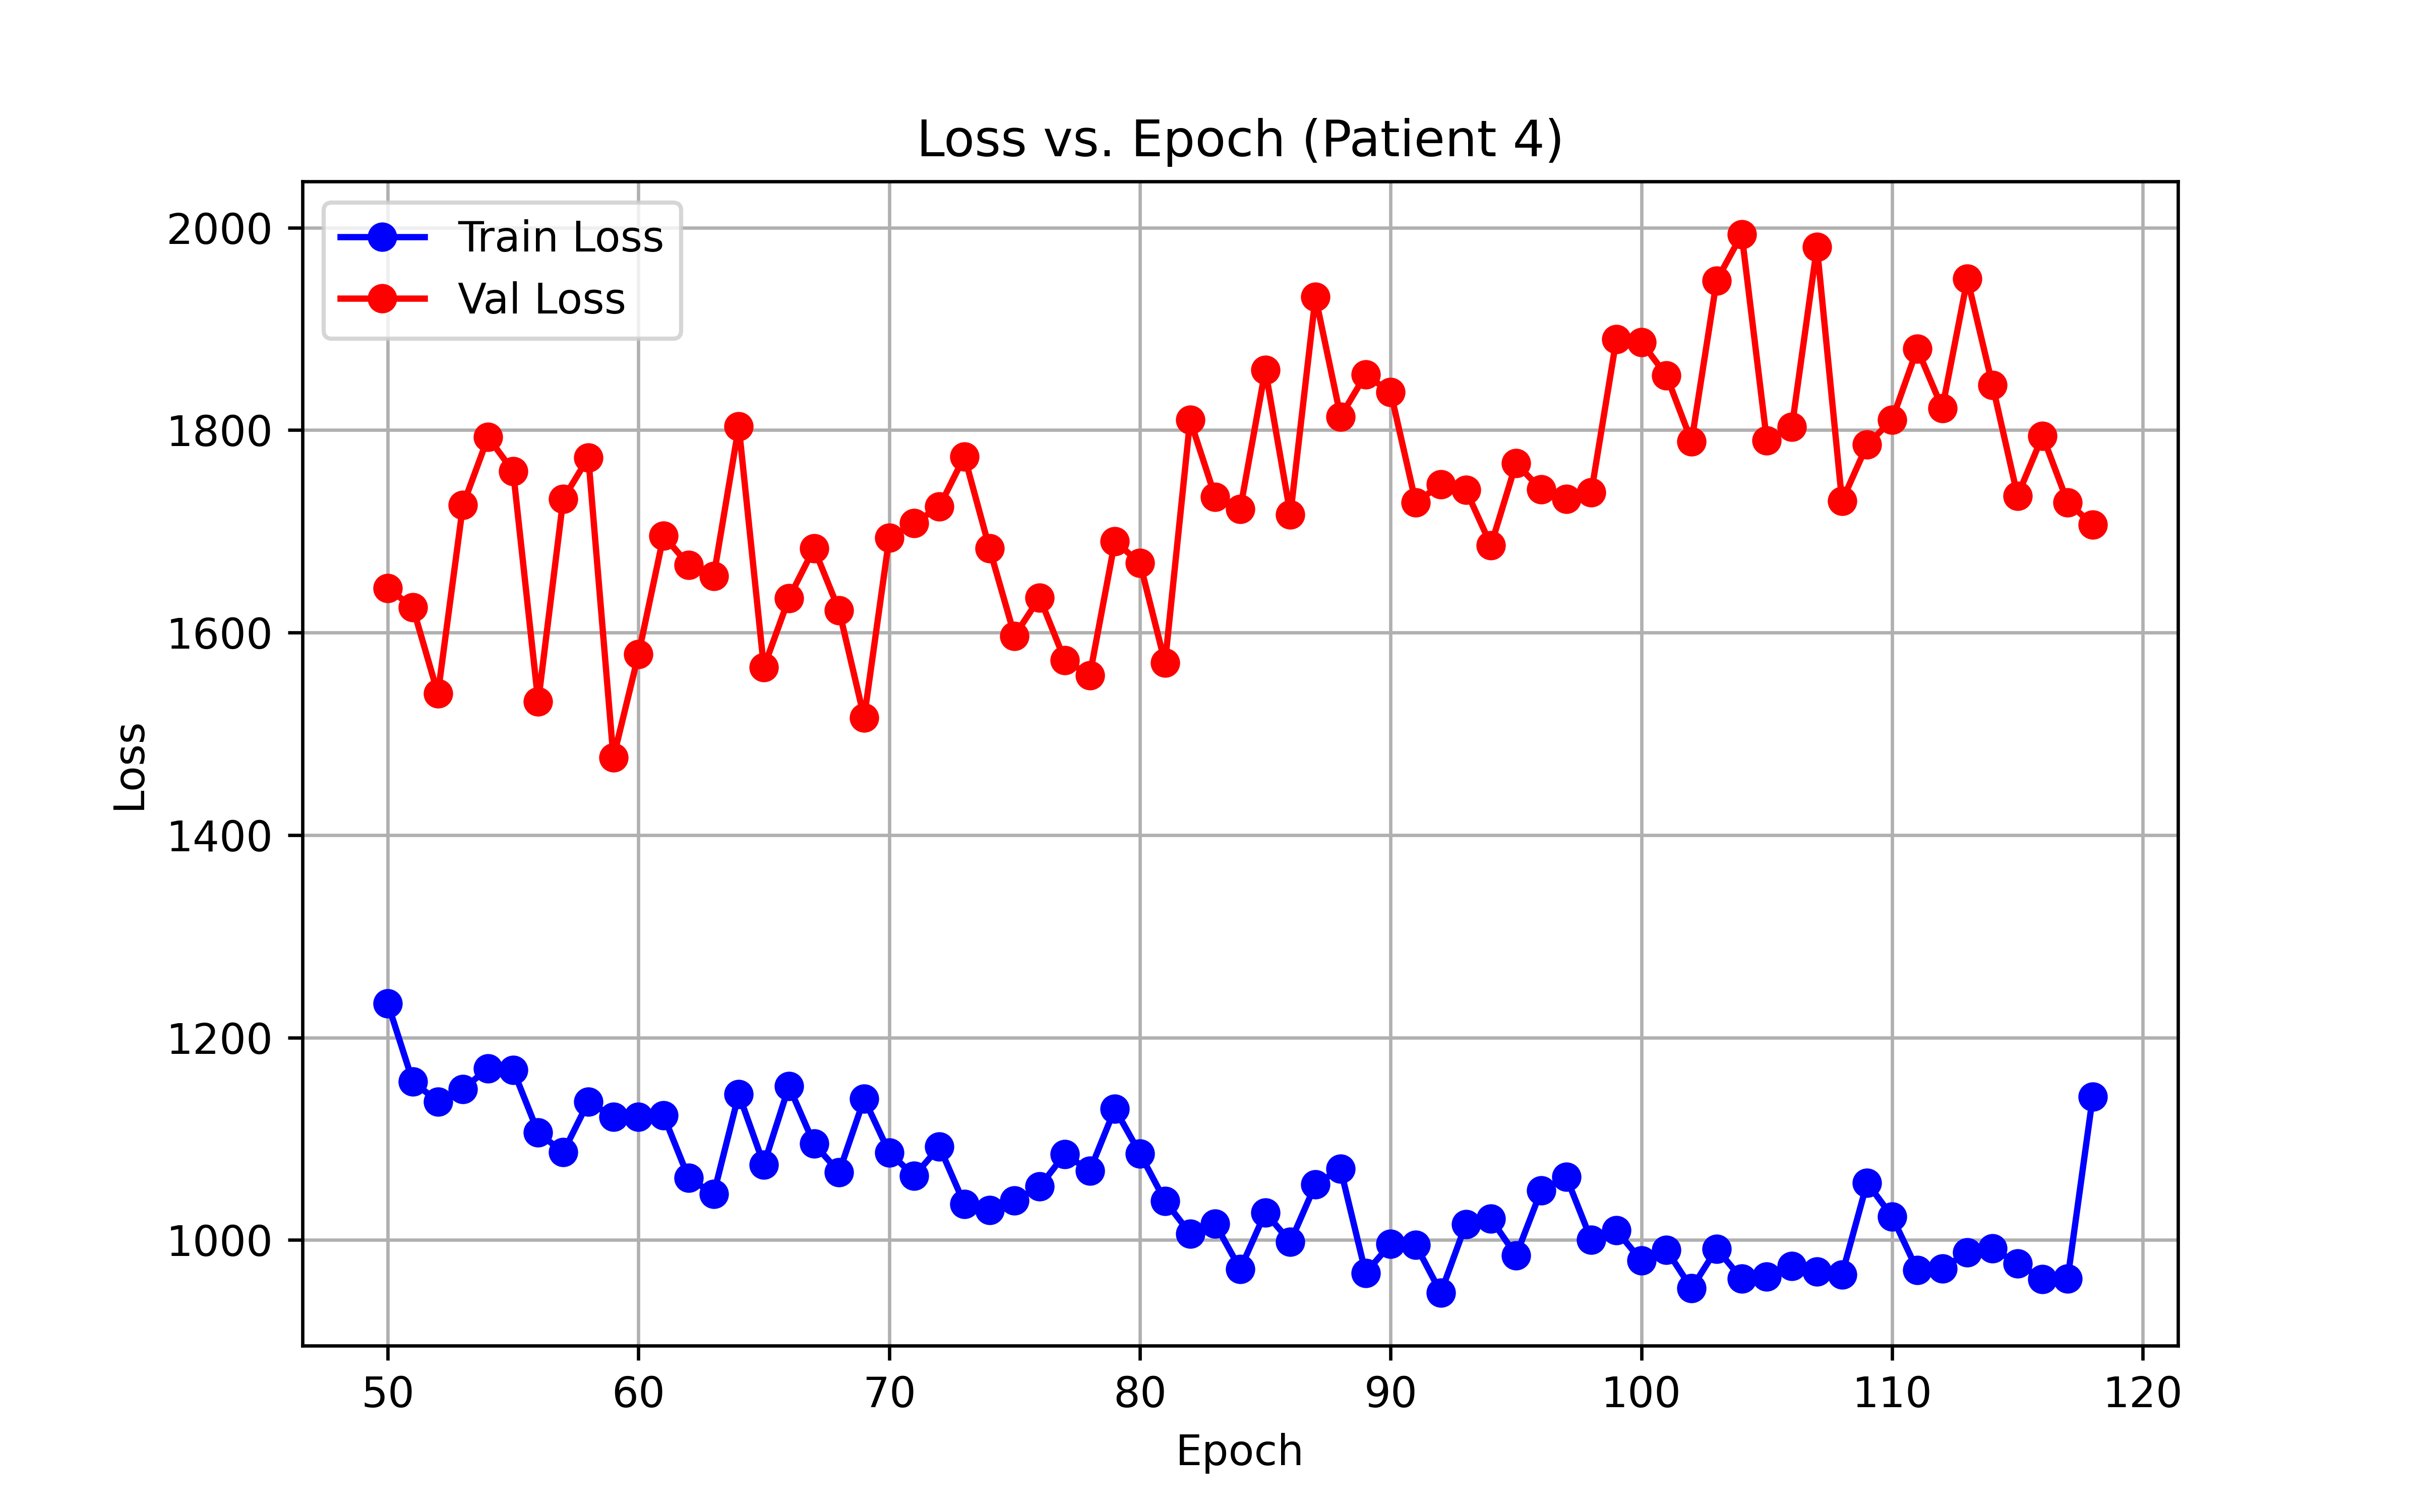 Loss vs. Epoch (Patient 4)
Train Loss
Val Loss
2000
1800
1600
1400
1200
1000
Loss
50 60 70 80 90 100 110 120
Epoch